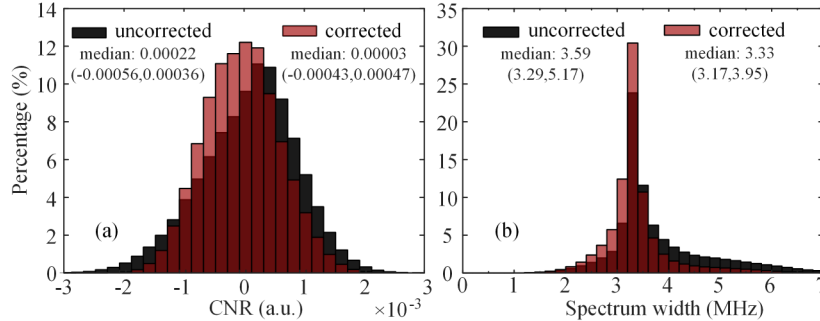 uncorrected corrected
median: 0.00022 median: 0.00003
(-0.00056,0.00036) (-0.00043,0.00047)
Percentage (%)
14
12
10
8
6
4
2
0
(a)
-3 -2 -1 0 1 2 3
CNR (a.u.) ×10⁻³
uncorrected corrected
median: 3.59 median: 3.33
(3.29,5.17) (3.17,3.95)
35
30
25
20
15
10
5
0
(b)
0 1 2 3 4 5 6 7
Spectrum width (MHz)